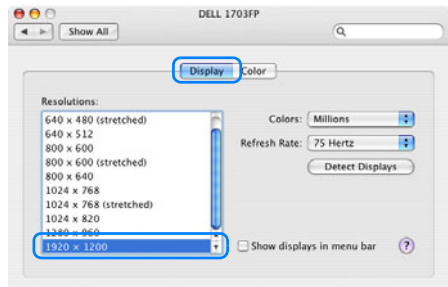 DELL 1703FP
Show All
Display Color
Resolutions:
640 x 480 (stretched)
640 x 512
800 x 600
800 x 600 (stretched)
800 x 640
1024 x 768
1024 x 768 (stretched)
1024 x 820
1280 x 960
1920 x 1200
Colors: Millions
Refresh Rate: 75 Hertz
Detect Displays
Show displays in menu bar ?